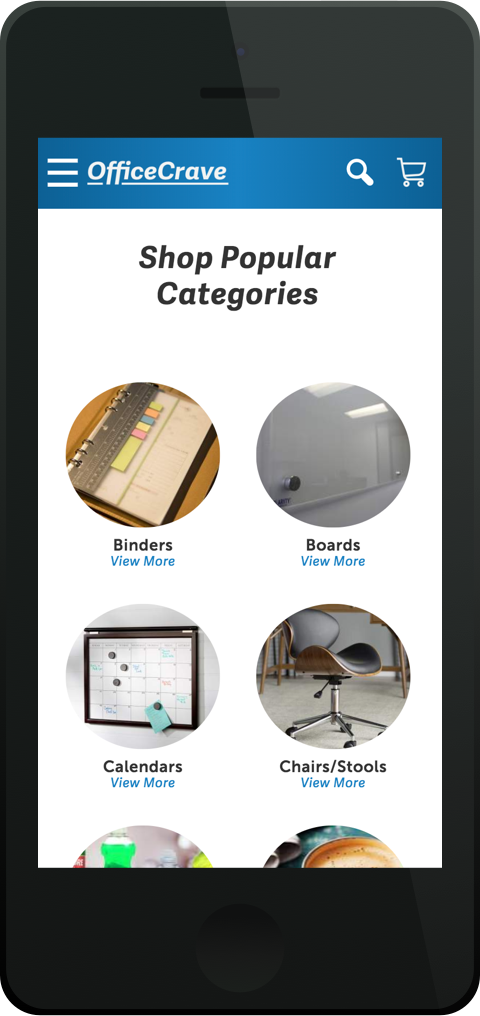 OfficeCrave
Shop Popular
Categories
Binders
View More
Boards
View More
Calendars
View More
Chairs/Stools
View More